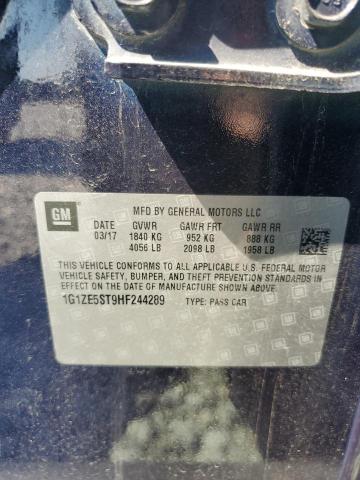 GM
MFD BY GENERAL MOTORS LLC
DATE GVWR GAWR FRT GAWR RR
03/17 1840 KG 952 KG 888 KG
4056 LB 2098 LB 1958 LB
THIS VEHICLE CONFORMS TO ALL APPLICABLE U.S. FEDERAL MOTOR
VEHICLE SAFETY, BUMPER, AND THEFT PREVENTION STANDARDS IN
EFFECT ON THE DATE OF MANUFACTURE SHOWN ABOVE.
1G1ZE5ST9HF244289 TYPE: PASS CAR